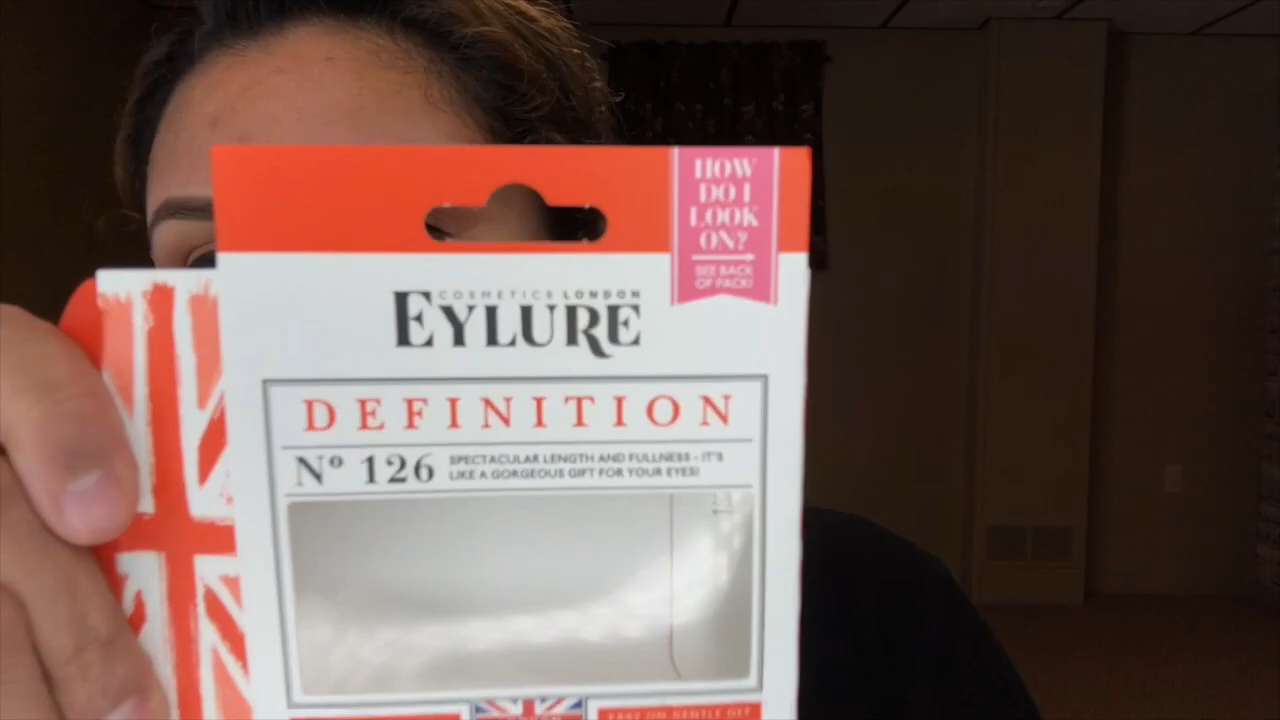 HOW
DO I
LOOK
ON?
SEE BACK
OF PACK!
COSMETICS LONDON
EYLURE
DEFINITION
Nº 126
SPECTACULAR LENGTH AND FULLNESS - IT'S
LIKE A GORGEOUS GIFT FOR YOUR EYES!